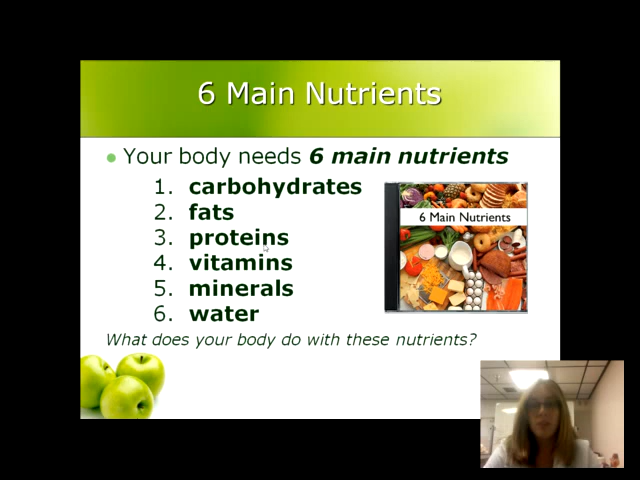 6 Main Nutrients
Your body needs 6 main nutrients
1. carbohydrates
2. fats
3. proteins
4. vitamins
5. minerals
6. water
6 Main Nutrients
What does your body do with these nutrients?